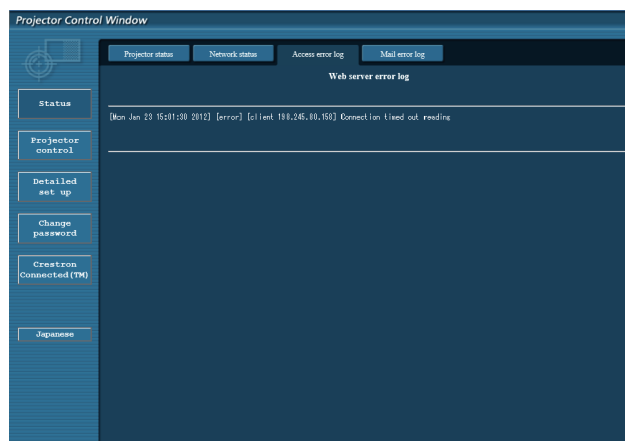 Projector Control Window
Projector status
Network status
Access error log
Mail error log
Web server error log
Status
[Mon Jan 23 15:01:30 2012] [error] [client 198.245.80.158] Connection timed out reading
Projector
control
Detailed
set up
Change
password
Crestron
Connected(TM)
Japanese